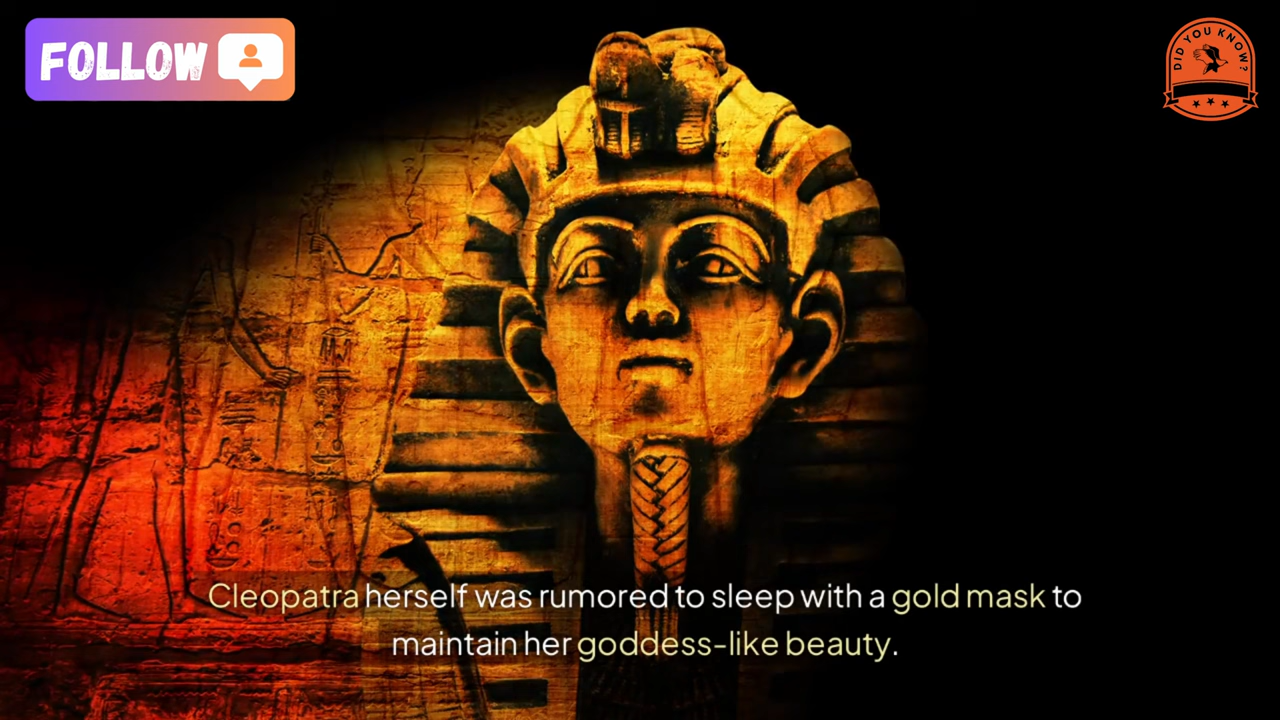 FOLLOW
DID YOU KNOW?
Cleopatra herself was rumored to sleep with a gold mask to
maintain her goddess-like beauty.